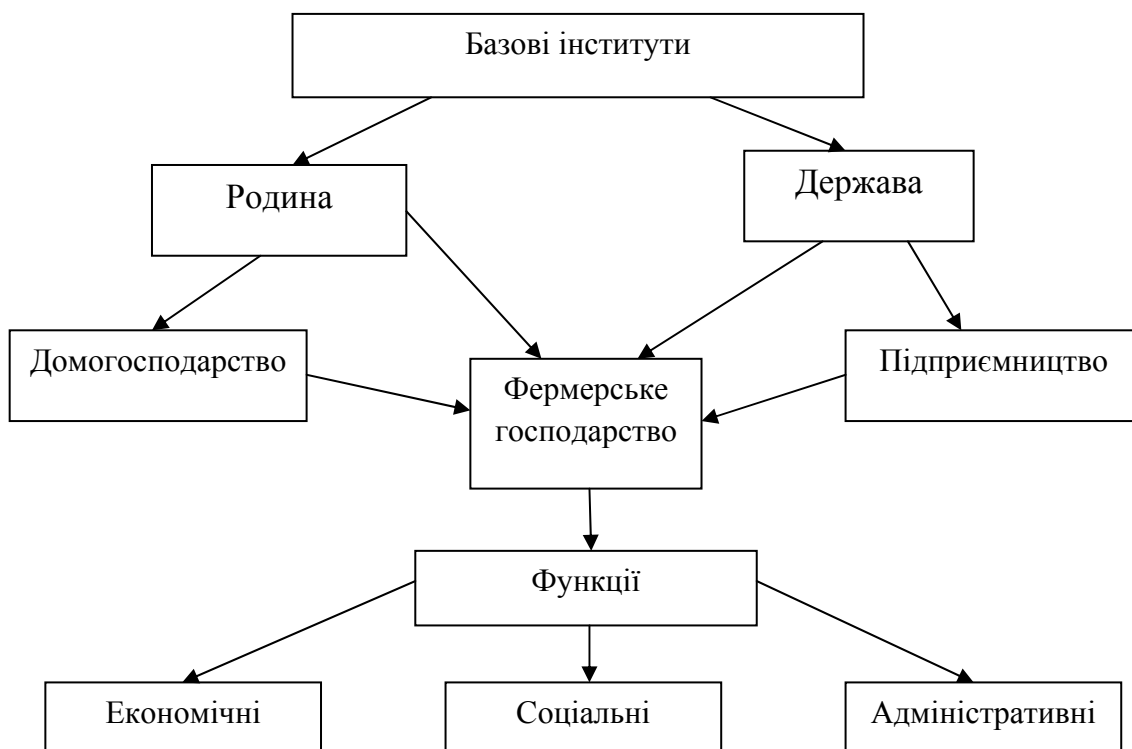 Базові інститути
Родина
Держава
Домогосподарство
Фермерське
господарство
Підприємництво
Функції
Економічні
Соціальні
Адміністративні